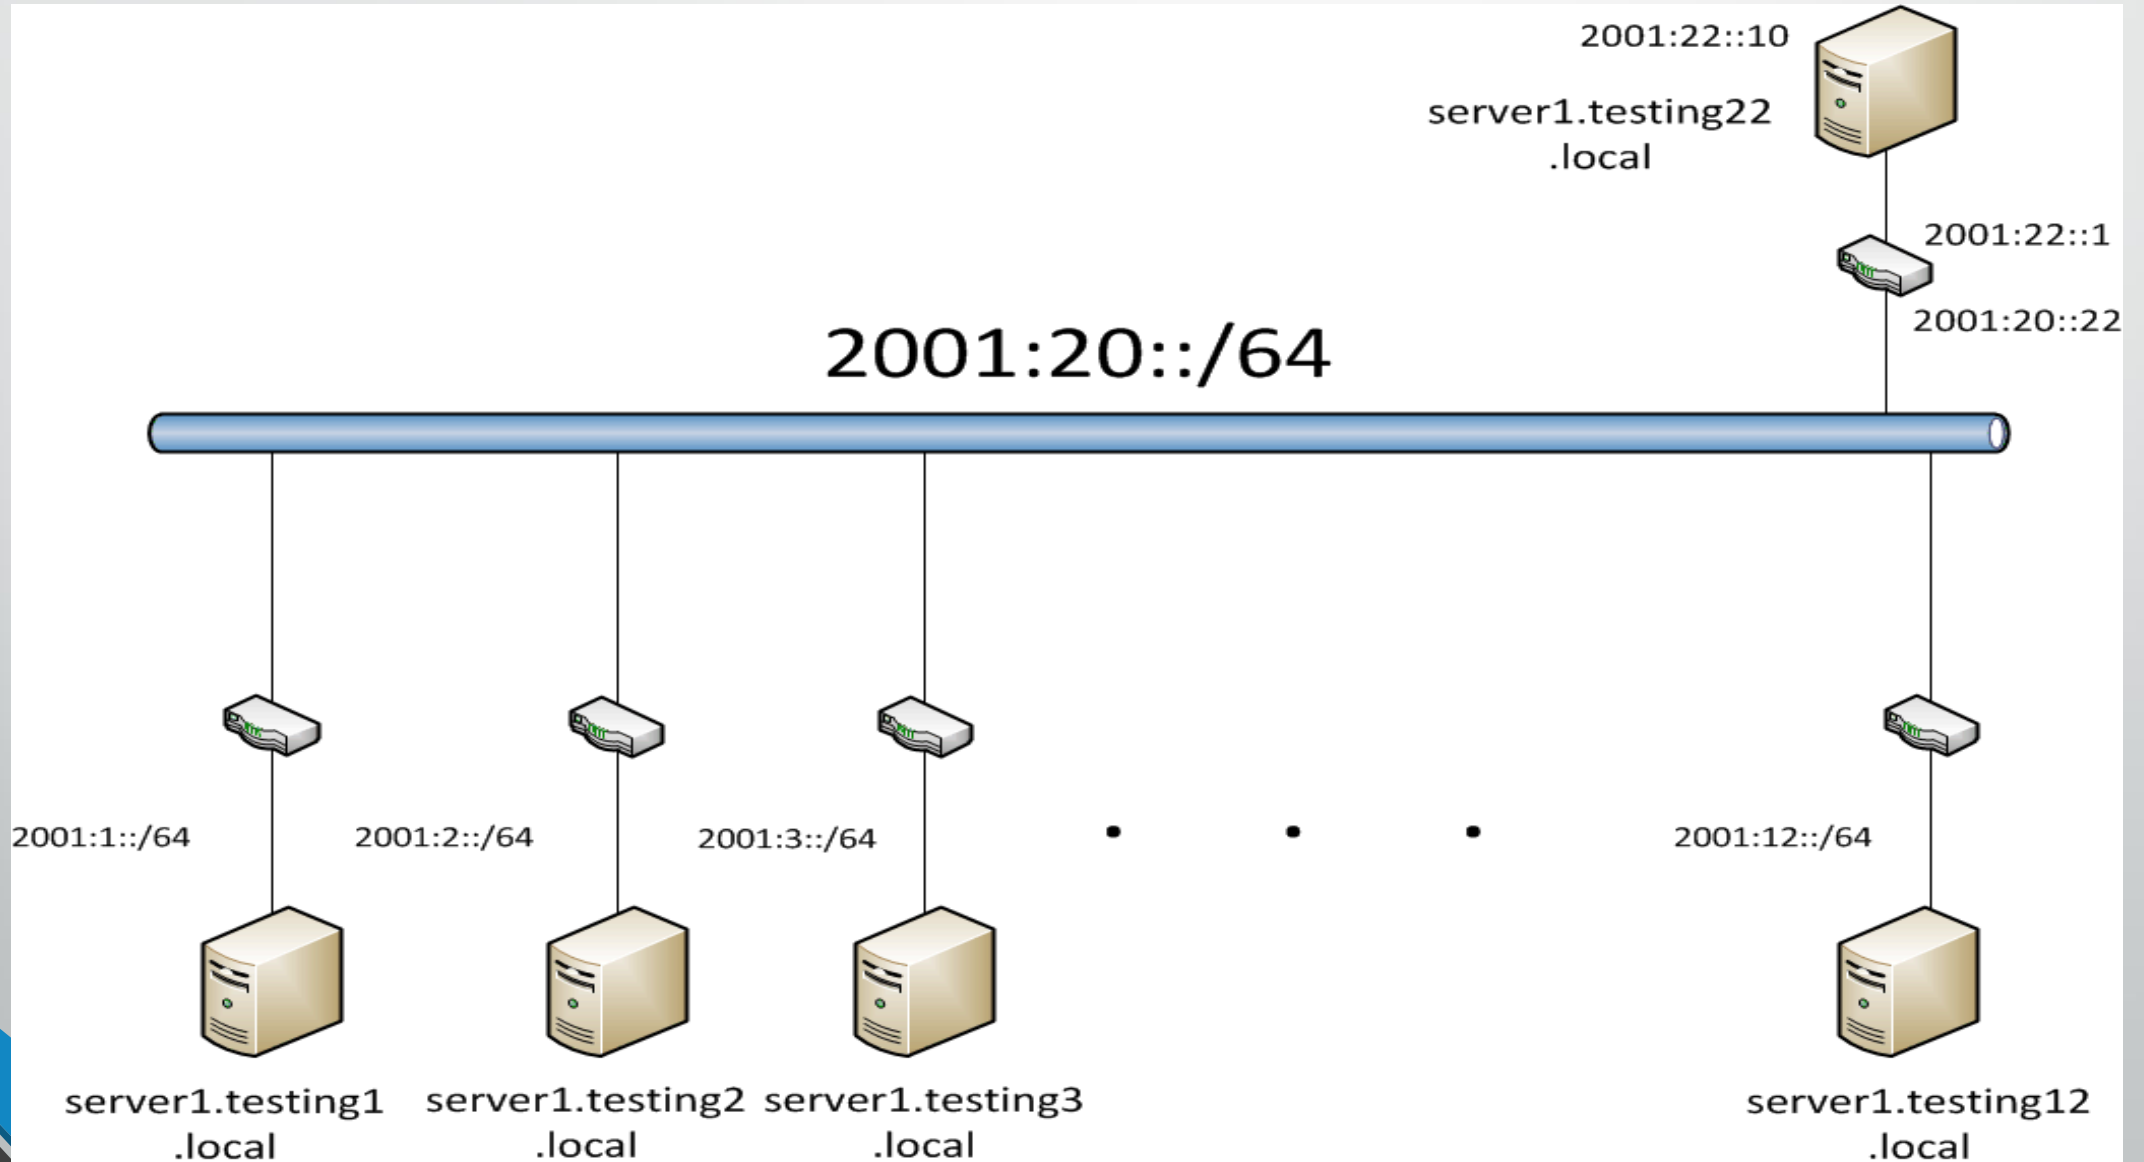 2001:22::10
server1.testing22
.local
2001:22::1
2001:20::22
2001:20::/64
2001:1::/64
2001:2::/64
2001:3::/64
2001:12::/64
server1.testing1
.local
server1.testing2
.local
server1.testing3
.local
server1.testing12
.local